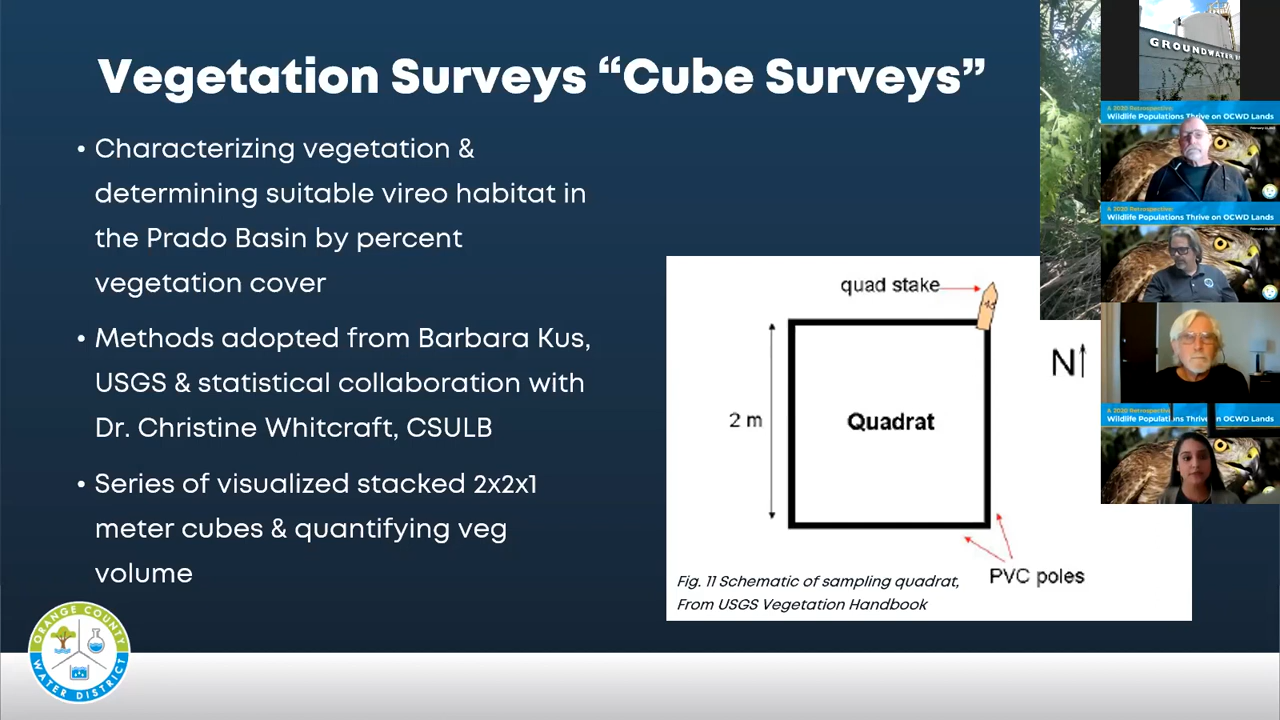 Vegetation Surveys “Cube Surveys”
• Characterizing vegetation &
determining suitable vireo habitat in
the Prado Basin by percent
vegetation cover
• Methods adopted from Barbara Kus,
USGS & statistical collaboration with
Dr. Christine Whitcraft, CSULB
• Series of visualized stacked 2x2x1
meter cubes & quantifying veg
volume
quad stake
N
2 m
Quadrat
PVC poles
Fig. 11 Schematic of sampling quadrat,
From USGS Vegetation Handbook
ORANGE COUNTY
WATER DISTRICT
GROUNDWATER
A 2020 Retrospective:
Wildlife Populations Thrive on OCWD Lands
A 2020 Retrospective:
Wildlife Populations Thrive on OCWD Lands
A 2020 Retrospective:
Wildlife Populations Thrive on OCWD Lands